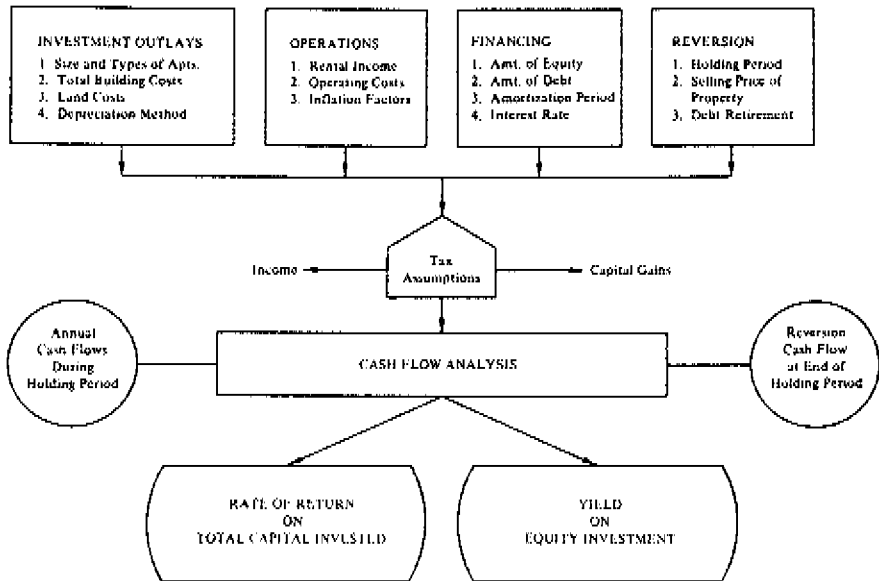 INVESTMENT OUTLAYS
1 Size and Types of Apts.
2. Total Building Costs
3. Land Costs
4. Depreciation Method
OPERATIONS
1. Rental Income
2. Operating Costs
3. Inflation Factors
FINANCING
1. Amt. of Equity
2. Amt. of Debt
3. Amortization Period
4. Interest Rate
REVERSION
1. Holding Period
2. Selling Price of
Property
3. Debt Retirement
Income
Tax
Assumptions
Capital Gains
Annual
Cash Flows
During
Holding Period
CASH FLOW ANALYSIS
Reversion
Cash Flow
at End of
Holding Period
RATE OF RETURN
ON
TOTAL CAPITAL INVESTED
YIELD
ON
EQUITY INVESTMENT